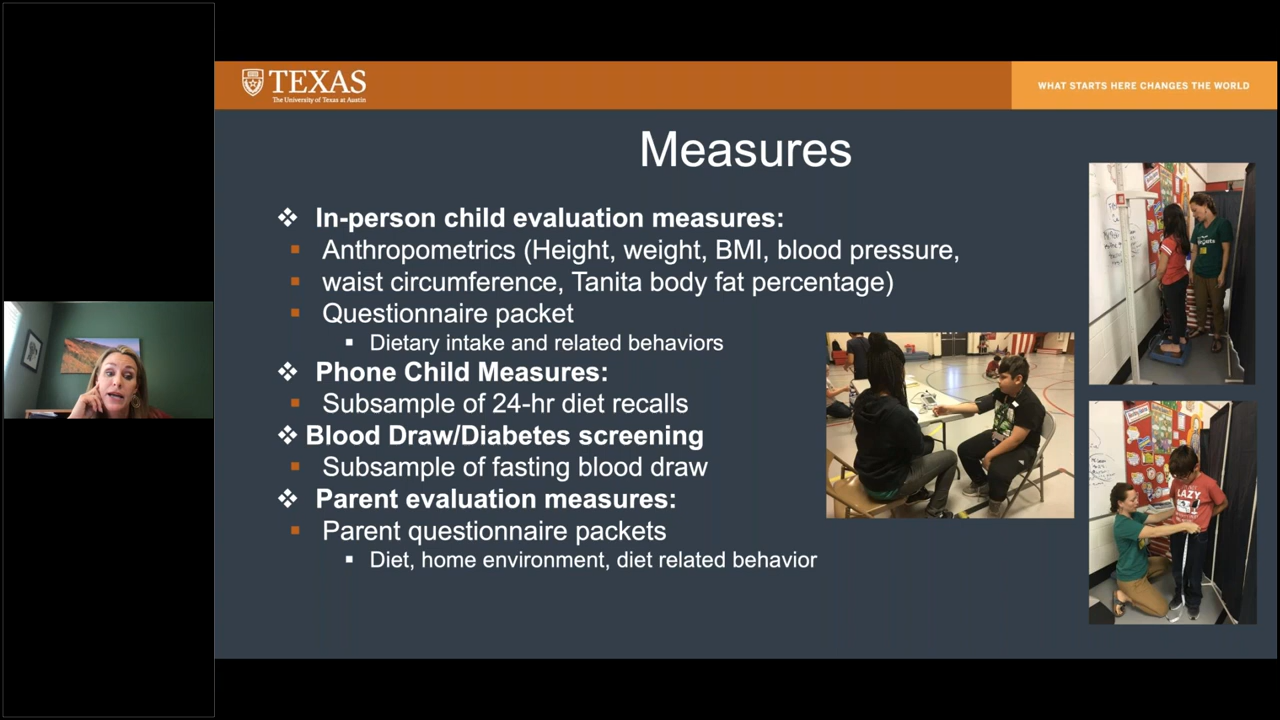 TEXAS
The University of Texas at Austin
WHAT STARTS HERE CHANGES THE WORLD
Measures
❖ In-person child evaluation measures:
▪ Anthropometrics (Height, weight, BMI, blood pressure,
▪ waist circumference, Tanita body fat percentage)
▪ Questionnaire packet
▪ Dietary intake and related behaviors
❖ Phone Child Measures:
▪ Subsample of 24-hr diet recalls
❖ Blood Draw/Diabetes screening
▪ Subsample of fasting blood draw
❖ Parent evaluation measures:
▪ Parent questionnaire packets
▪ Diet, home environment, diet related behavior
LAZY